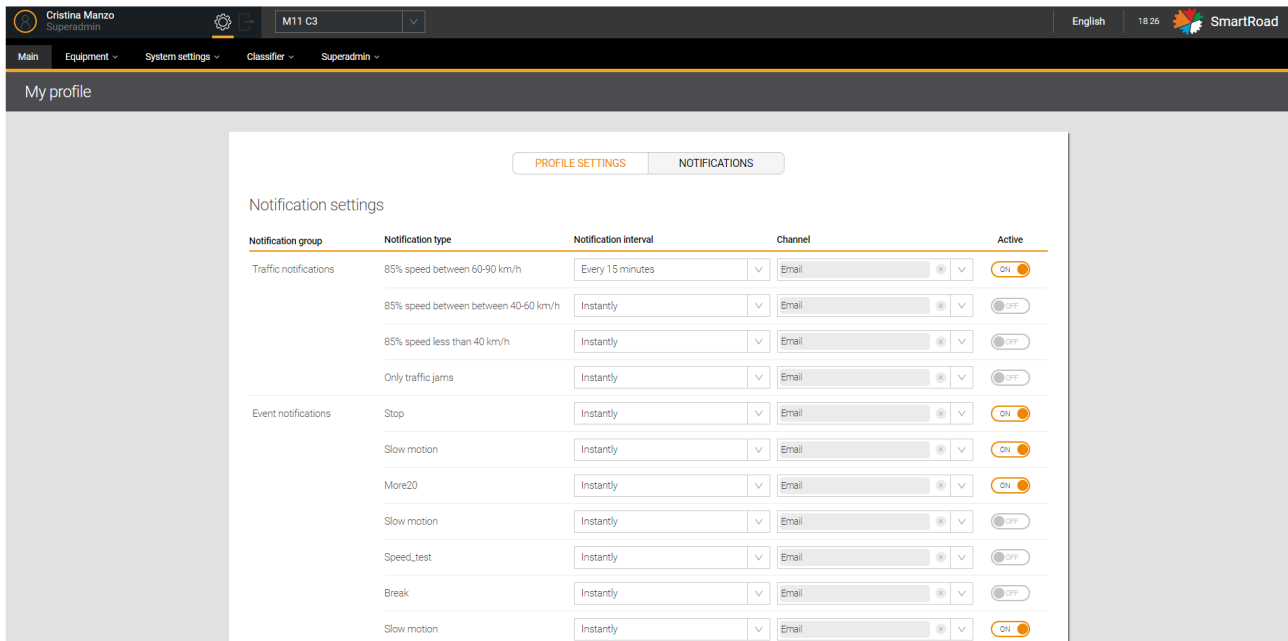 Cristina Manzo
Superadmin
M11 C3
English
18 26
SmartRoad
Main
Equipment
System settings
Classifier
Superadmin
My profile
PROFILE SETTINGS
NOTIFICATIONS
Notification settings
Notification group Notification type Notification interval Channel Active
Traffic notifications 85% speed between 60-90 km/h Every 15 minutes Email ON
85% speed between between 40-60 km/h Instantly Email OFF
85% speed less than 40 km/h Instantly Email OFF
Only traffic jams Instantly Email OFF
Event notifications Stop Instantly Email ON
Slow motion Instantly Email ON
More20 Instantly Email ON
Slow motion Instantly Email OFF
Speed_test Instantly Email OFF
Break Instantly Email OFF
Slow motion Instantly Email ON